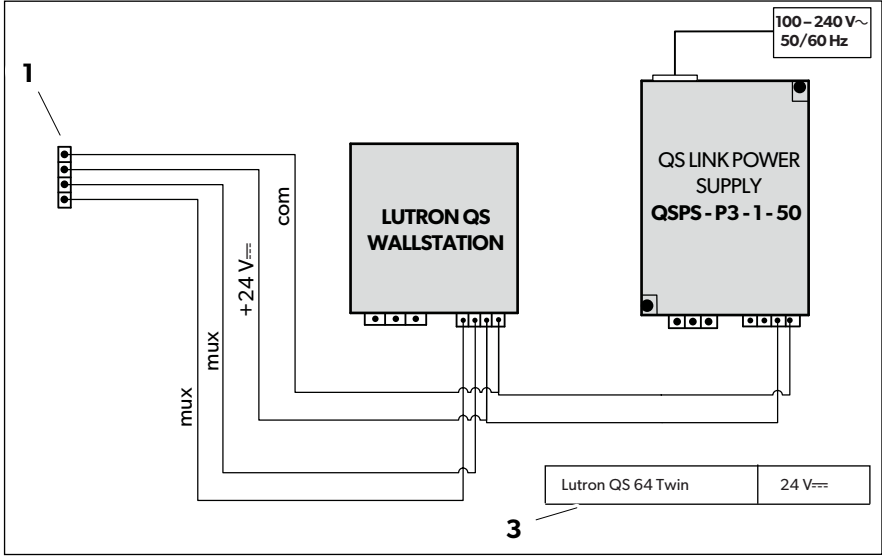 100–240 V~
50/60 Hz
1
QS LINK POWER
SUPPLY
QSPS - P3 - 1 - 50
LUTRON QS
WALLSTATION
com
+24 V⎓
mux
mux
Lutron QS 64 Twin
24 V⎓
3